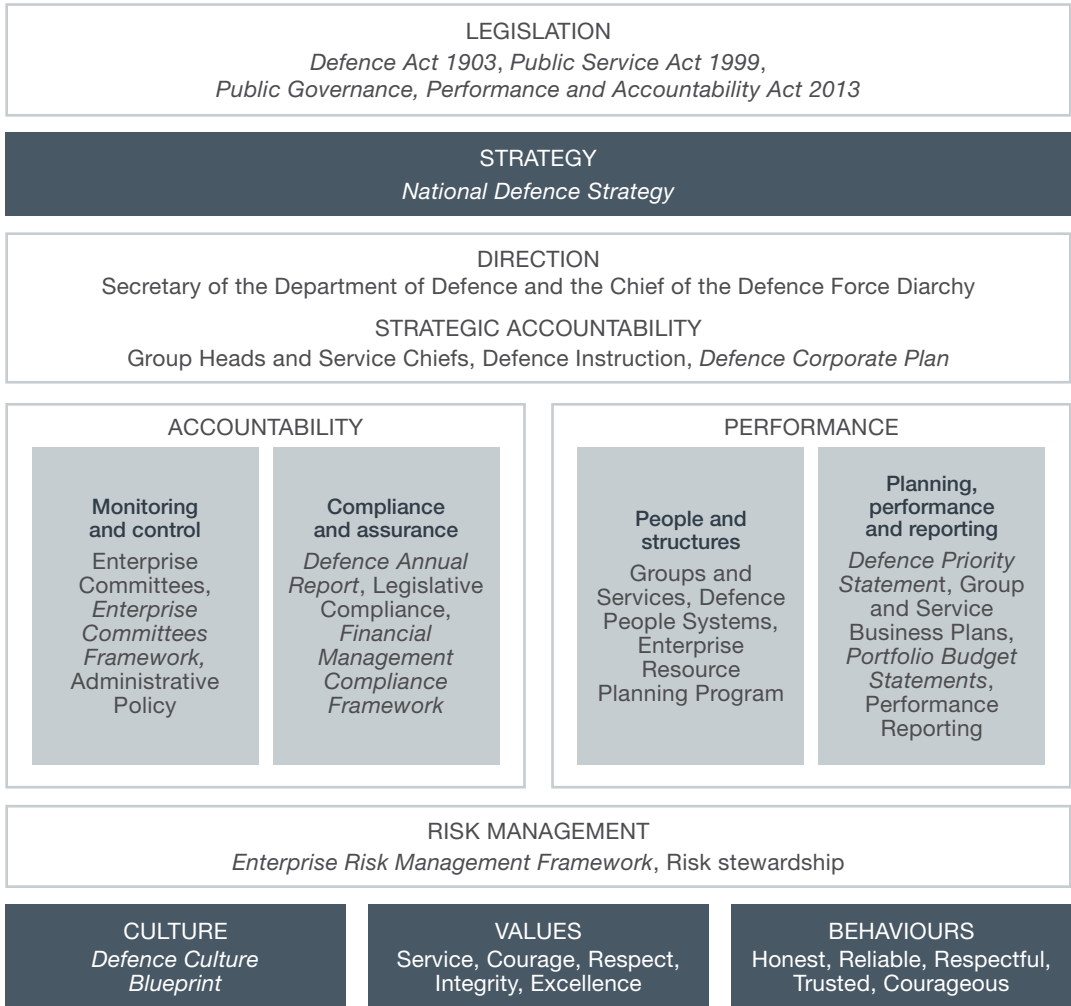 LEGISLATION
Defence Act 1903, Public Service Act 1999,
Public Governance, Performance and Accountability Act 2013
STRATEGY
National Defence Strategy
DIRECTION
Secretary of the Department of Defence and the Chief of the Defence Force Diarchy
STRATEGIC ACCOUNTABILITY
Group Heads and Service Chiefs, Defence Instruction, Defence Corporate Plan
ACCOUNTABILITY
Monitoring
and control
Enterprise
Committees,
Enterprise
Committees
Framework,
Administrative
Policy
Compliance
and assurance
Defence Annual
Report, Legislative
Compliance,
Financial
Management
Compliance
Framework
PERFORMANCE
People and
structures
Groups and
Services, Defence
People Systems,
Enterprise
Resource
Planning Program
Planning,
performance
and reporting
Defence Priority
Statement, Group
and Service
Business Plans,
Portfolio Budget
Statements,
Performance
Reporting
RISK MANAGEMENT
Enterprise Risk Management Framework, Risk stewardship
CULTURE
Defence Culture
Blueprint
VALUES
Service, Courage, Respect,
Integrity, Excellence
BEHAVIOURS
Honest, Reliable, Respectful,
Trusted, Courageous